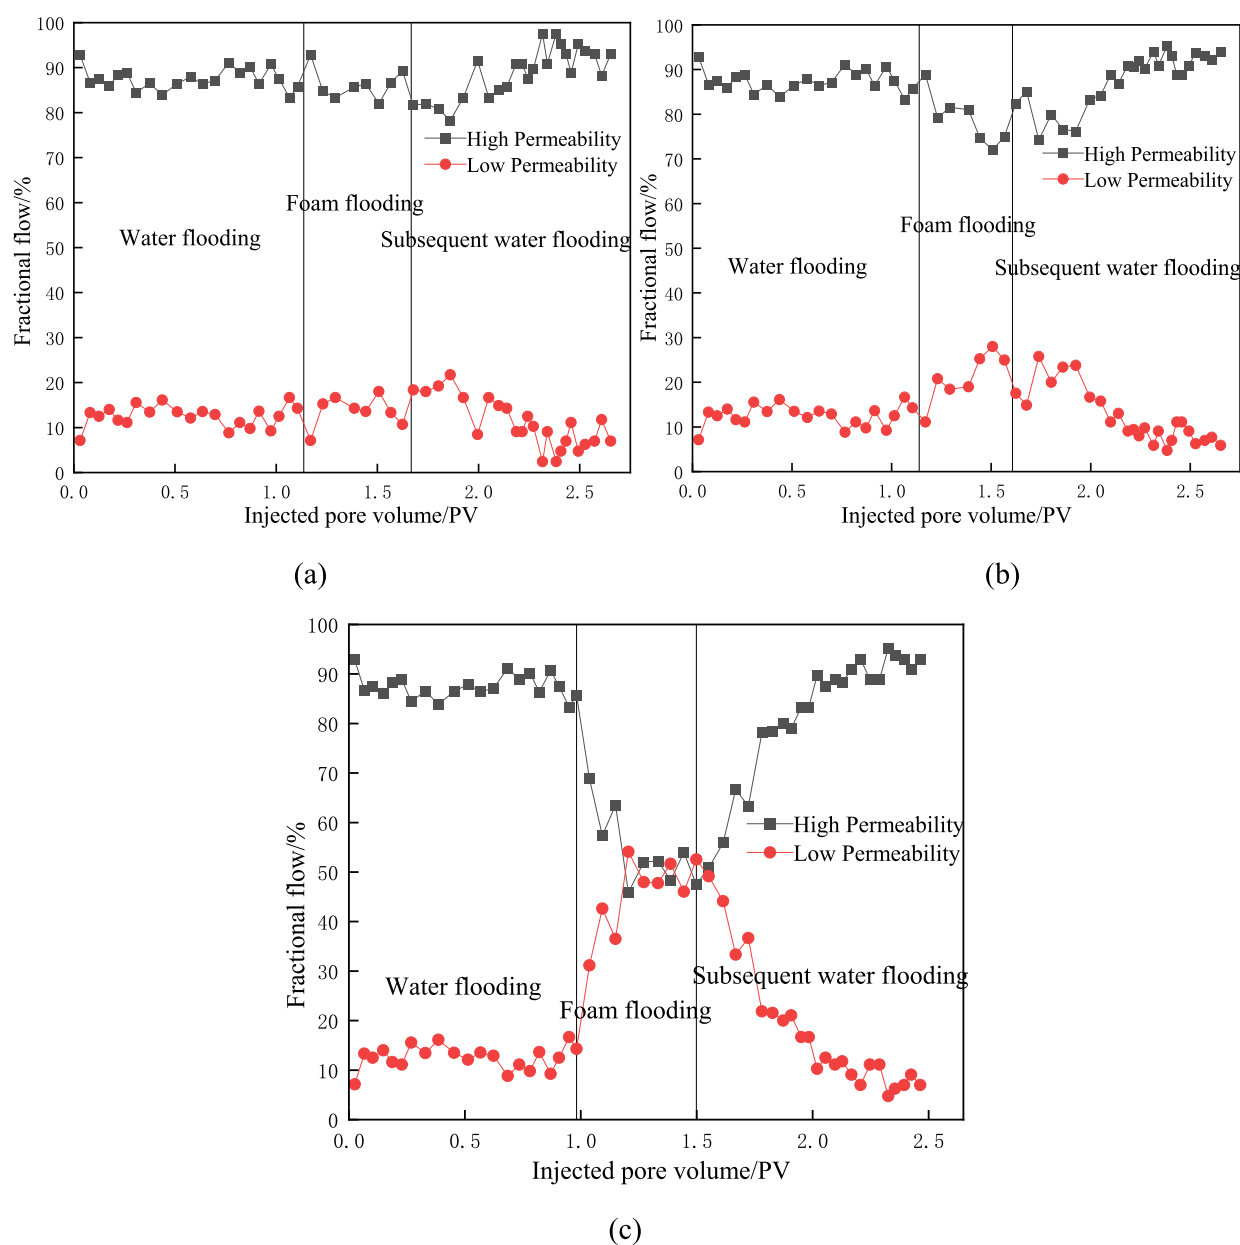 100
90
80
70
60
50
40
30
20
10
0
Fractional flow/%
High Permeability
Low Permeability
Foam flooding
Water flooding
Subsequent water flooding
0.0 0.5 1.0 1.5 2.0 2.5
Injected pore volume/PV
(a)
100
90
80
70
60
50
40
30
20
10
0
Fractional flow/%
High Permeability
Low Permeability
Foam flooding
Water flooding
Subsequent water flooding
0.0 0.5 1.0 1.5 2.0 2.5
Injected pore volume/PV
(b)
100
90
80
70
60
50
40
30
20
10
0
Fractional flow/%
High Permeability
Low Permeability
Subsequent water flooding
Water flooding
Foam flooding
0.0 0.5 1.0 1.5 2.0 2.5
Injected pore volume/PV
(c)